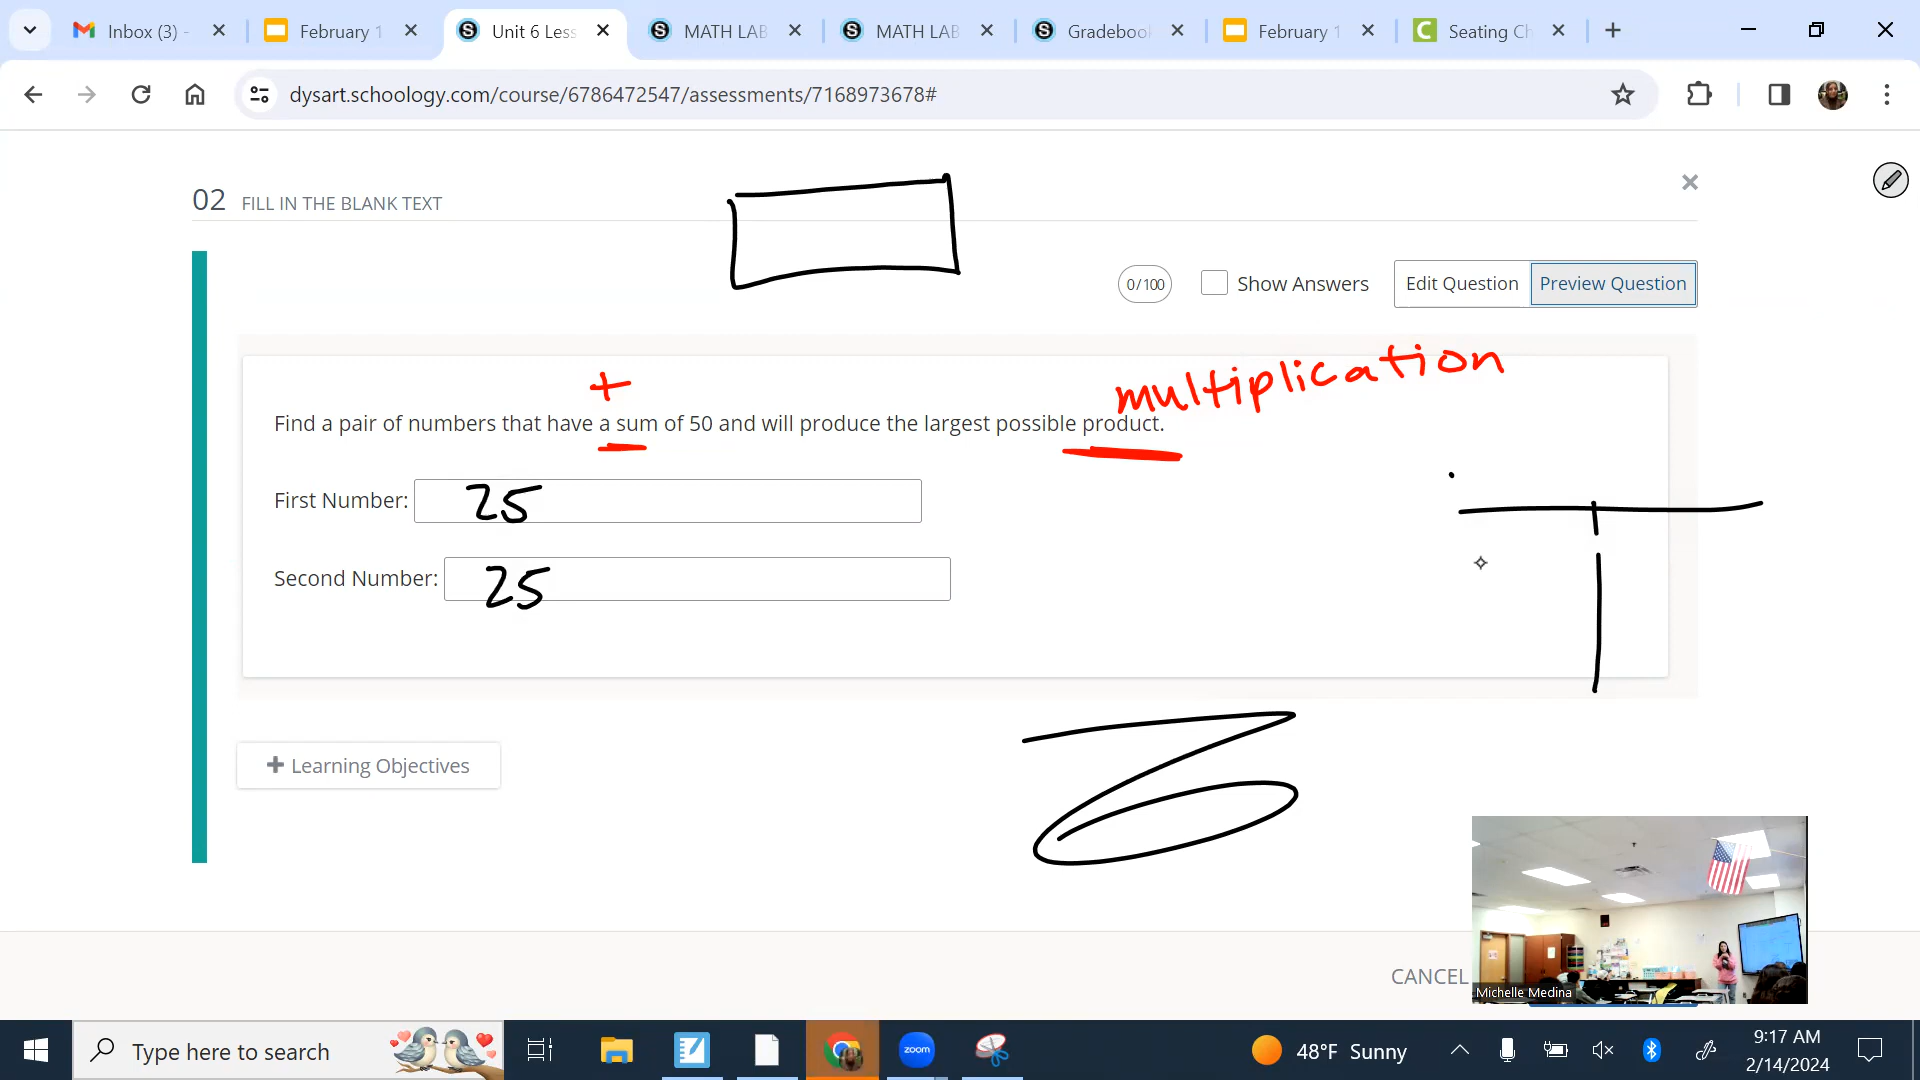 Inbox (3) -
February 1
Unit 6 Less
MATH LAB
MATH LAB
Gradeboo
February 1
Seating Ch
dysart.schoology.com/course/6786472547/assessments/7168973678#
02 FILL IN THE BLANK TEXT
0/100
Show Answers
Edit Question
Preview Question
+
multiplication
Find a pair of numbers that have a sum of 50 and will produce the largest possible product.
First Number: 25
Second Number: 25
Learning Objectives
CANCEL
Michelle Medina
Type here to search
zoom
48°F Sunny
9:17 AM
2/14/2024